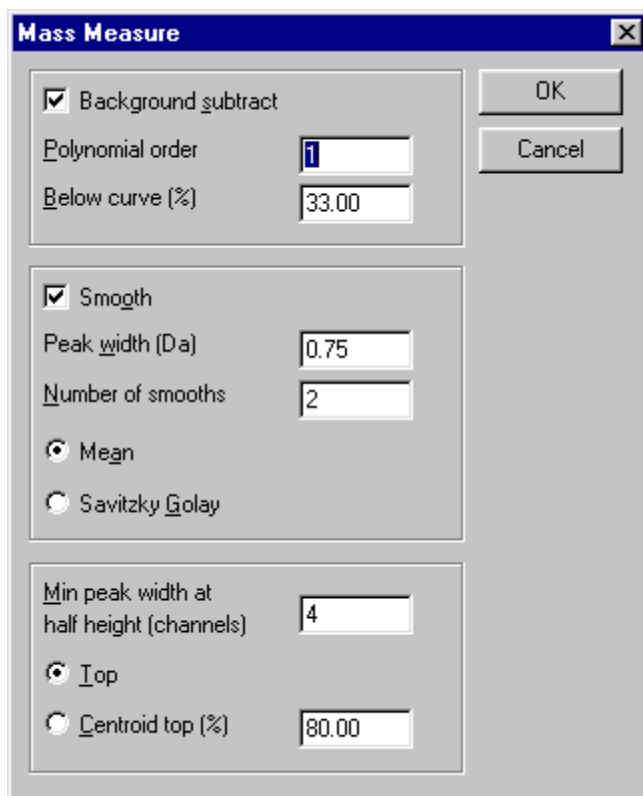 Mass Measure
Background subtract
OK
Polynomial order
1
Cancel
Below curve (%)
33.00
Smooth
Peak width (Da)
0.75
Number of smooths
2
Mean
Savitzky Golay
Min peak width at
half height (channels)
4
Top
Centroid top (%)
80.00